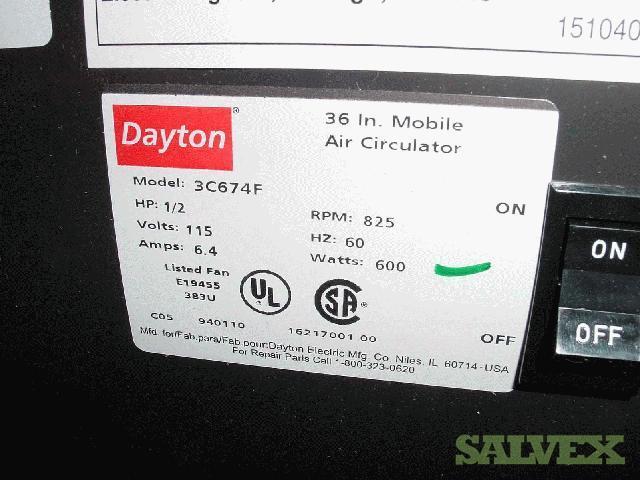 151040
Dayton®
36 In. Mobile
Air Circulator
Model: 3C674F
HP: 1/2
Volts: 115
Amps: 6.4
RPM: 825
HZ: 60
Watts: 600
ON
OFF
Listed Fan
E19455
383U
UL
SA
C05 940110 16217001 00
Mfd. for/Fab.para/Fab pour:Dayton Electric Mfg. Co. Niles, IL 60714-USA
For Repair Parts Call 1-800-323-0620
ON
OFF
SALVEX